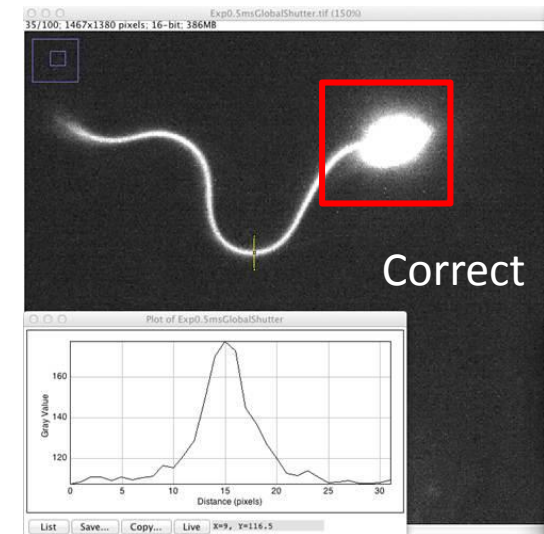 Exp0.5msGlobalShutter.tif (150%)
35/100; 1467x1380 pixels; 16-bit; 386MB
Correct
Plot of Exp0.5msGlobalShutter
160
140
120
Gray Value
0 5 10 15 20 25 30
Distance (pixels)
List Save... Copy... Live X=9, Y=116.5